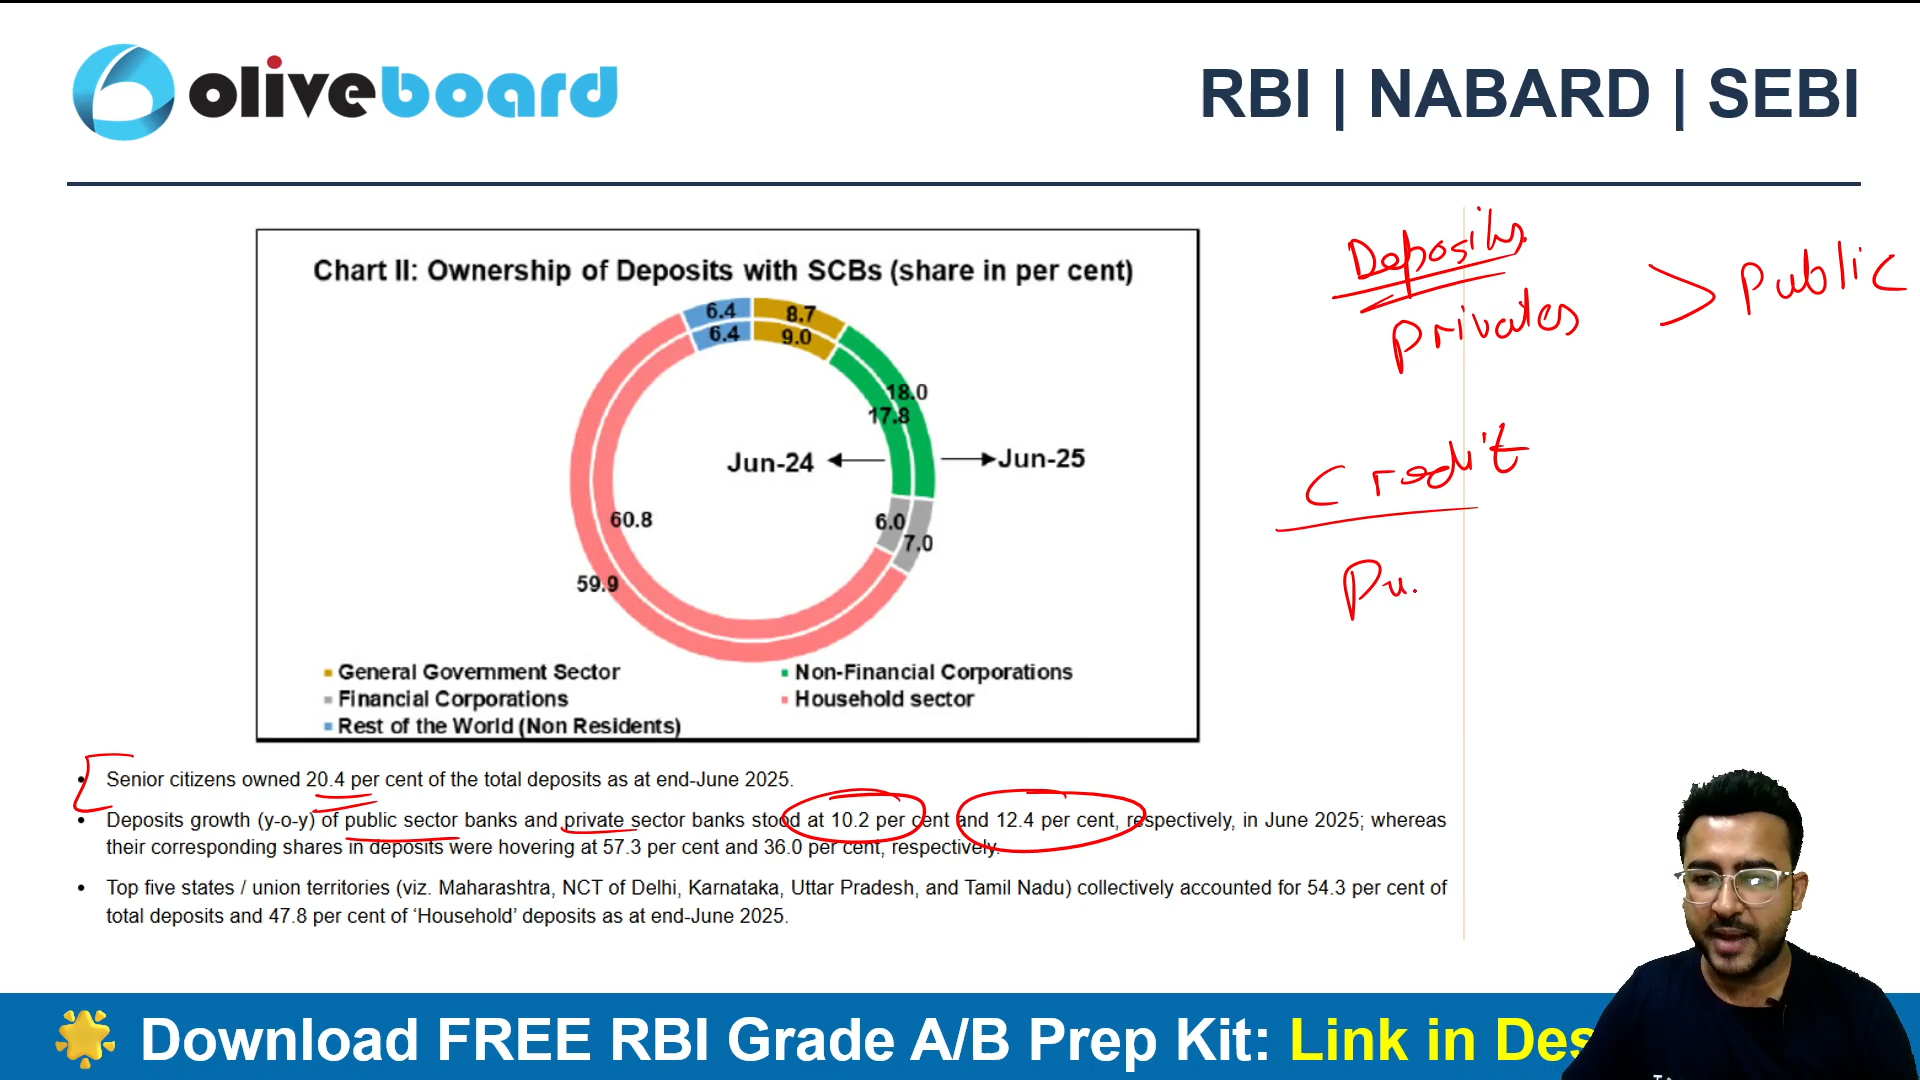 oliveboard
RBI | NABARD | SEBI
Chart II: Ownership of Deposits with SCBs (share in per cent)
6.4
8.7
6.4
9.0
18.0
17.8
Jun-24
Jun-25
60.8
6.0
7.0
59.9
General Government Sector
Non-Financial Corporations
Financial Corporations
Household sector
Rest of the World (Non Residents)
Deposits
Privates > Public
Credit
Pu.
• Senior citizens owned 20.4 per cent of the total deposits as at end-June 2025.
• Deposits growth (y-o-y) of public sector banks and private sector banks stood at 10.2 per cent and 12.4 per cent, respectively, in June 2025; whereas
their corresponding shares in deposits were hovering at 57.3 per cent and 36.0 per cent, respectively.
• Top five states / union territories (viz. Maharashtra, NCT of Delhi, Karnataka, Uttar Pradesh, and Tamil Nadu) collectively accounted for 54.3 per cent of
total deposits and 47.8 per cent of ‘Household’ deposits as at end-June 2025.
Download FREE RBI Grade A/B Prep Kit: Link in Des